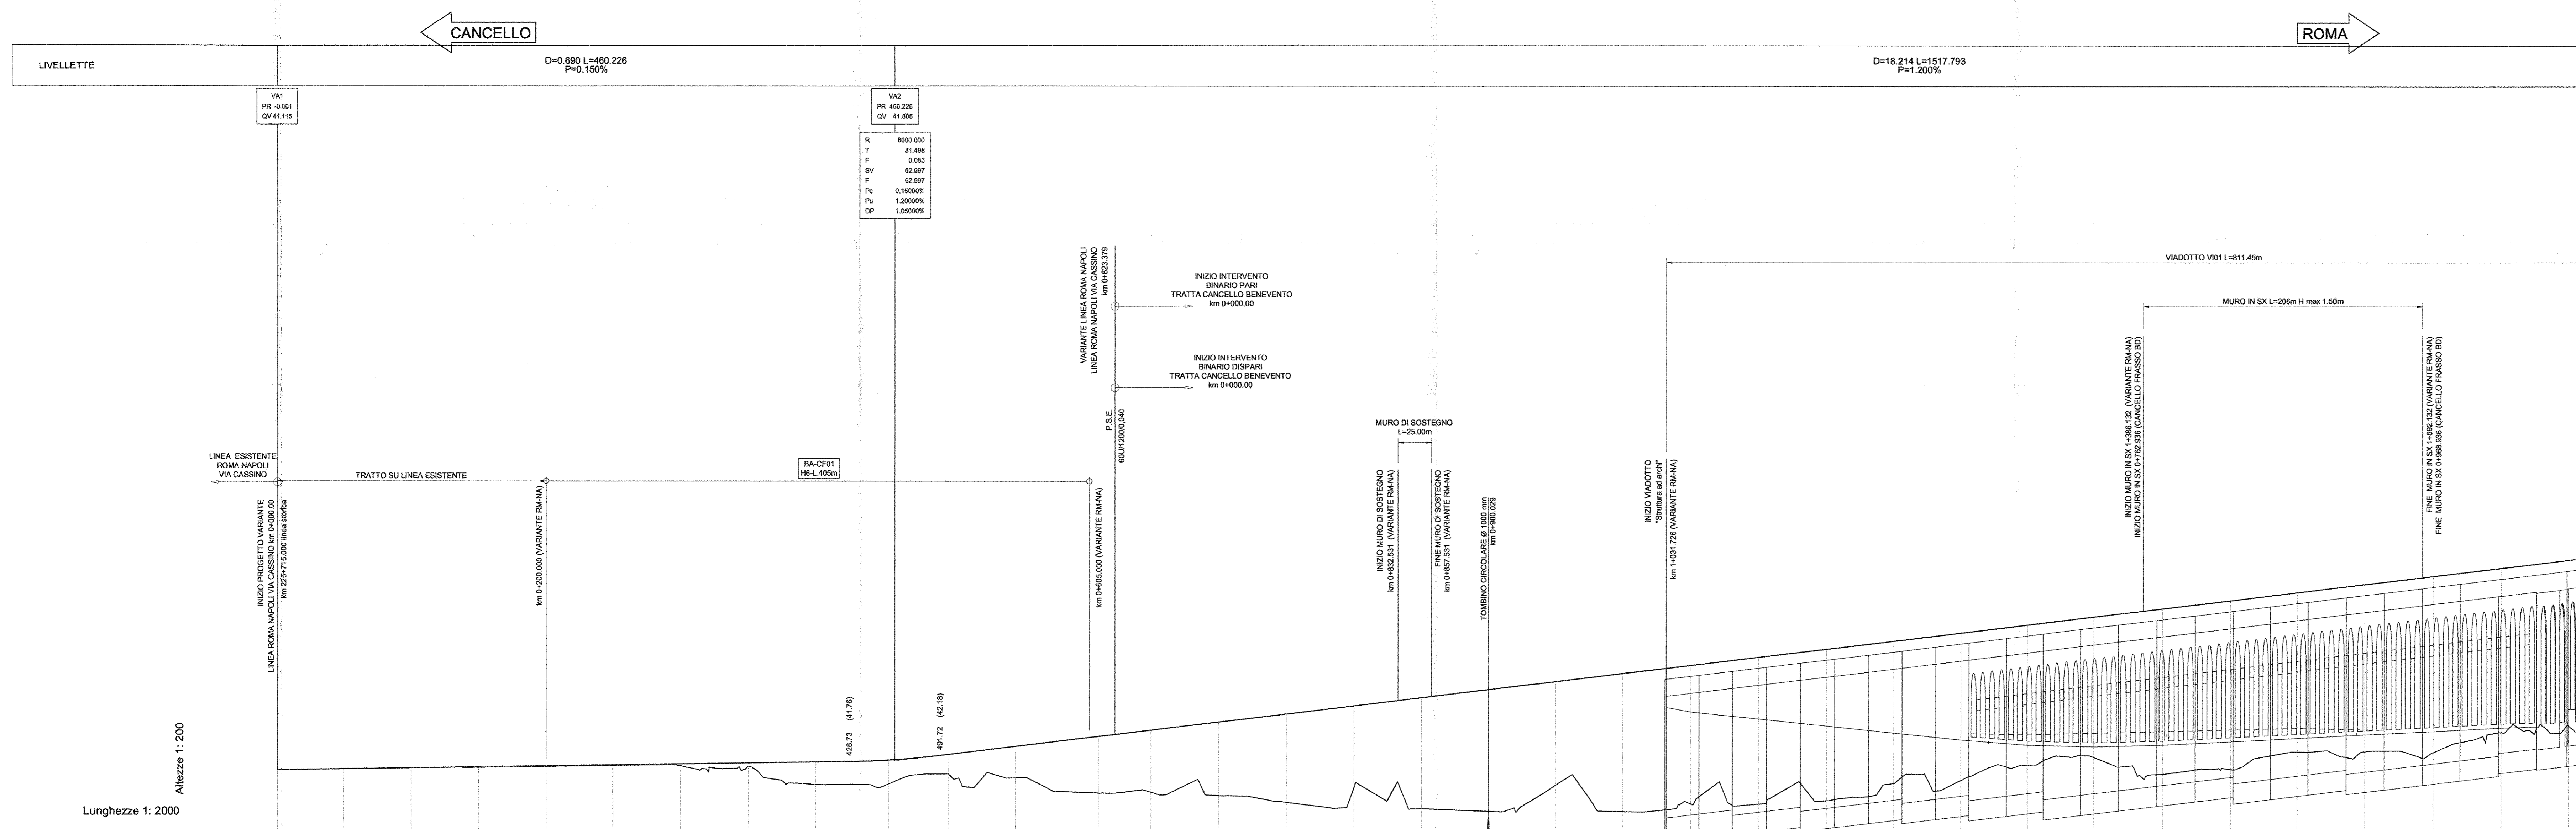 CANCELLO
ROMA
LIVELLETTE
D=0.690 L=460.226
P=0.150%
D=18.214 L=1517.793
P=1.200%
VA1
PR -0.001
QV 41.115
VA2
PR 460.225
QV 41.805
R 6000.000
T 31.498
F 0.083
SV 62.997
F 62.997
Pc 0.15000%
Pu 1.20000%
DP 1.05000%
VARIANTE LINEA ROMA NAPOLI
LINEA ROMA NAPOLI VIA CASSINO
km 0+623.379
INIZIO INTERVENTO
BINARIO PARI
TRATTA CANCELLO BENEVENTO
km 0+000.00
INIZIO INTERVENTO
BINARIO DISPARI
TRATTA CANCELLO BENEVENTO
km 0+000.00
P.S.E.
60U/1200/0.040
VIADOTTO VI01 L=811.45m
MURO IN SX L=206m H max 1.50m
INIZIO MURO IN SX 1+386.132 (VARIANTE RM-NA)
INIZIO MURO IN SX 0+762.936 (CANCELLO FRASSO BD)
FINE MURO IN SX 1+592.132 (VARIANTE RM-NA)
FINE MURO IN SX 0+968.936 (CANCELLO FRASSO BD)
MURO DI SOSTEGNO
L=25.00m
INIZIO MURO DI SOSTEGNO
km 0+832.531 (VARIANTE RM-NA)
FINE MURO DI SOSTEGNO
km 0+857.531 (VARIANTE RM-NA)
TOMBINO CIRCOLARE Ø 1000 mm
km 0+900.029
INIZIO VIADOTTO
"Struttura ad archi"
km 1+031.726 (VARIANTE RM-NA)
LINEA ESISTENTE
ROMA NAPOLI
VIA CASSINO
TRATTO SU LINEA ESISTENTE
BA-CF01
H6-L.405m
INIZIO PROGETTO VARIANTE
LINEA ROMA NAPOLI VIA CASSINO km 0+000.00
km 225+715.000 linea storica
km 0+200.000 (VARIANTE RM-NA)
km 0+605.000 (VARIANTE RM-NA)
428.73 (41.76)
491.72 (42.18)
Altezze 1: 200
Lunghezze 1: 2000